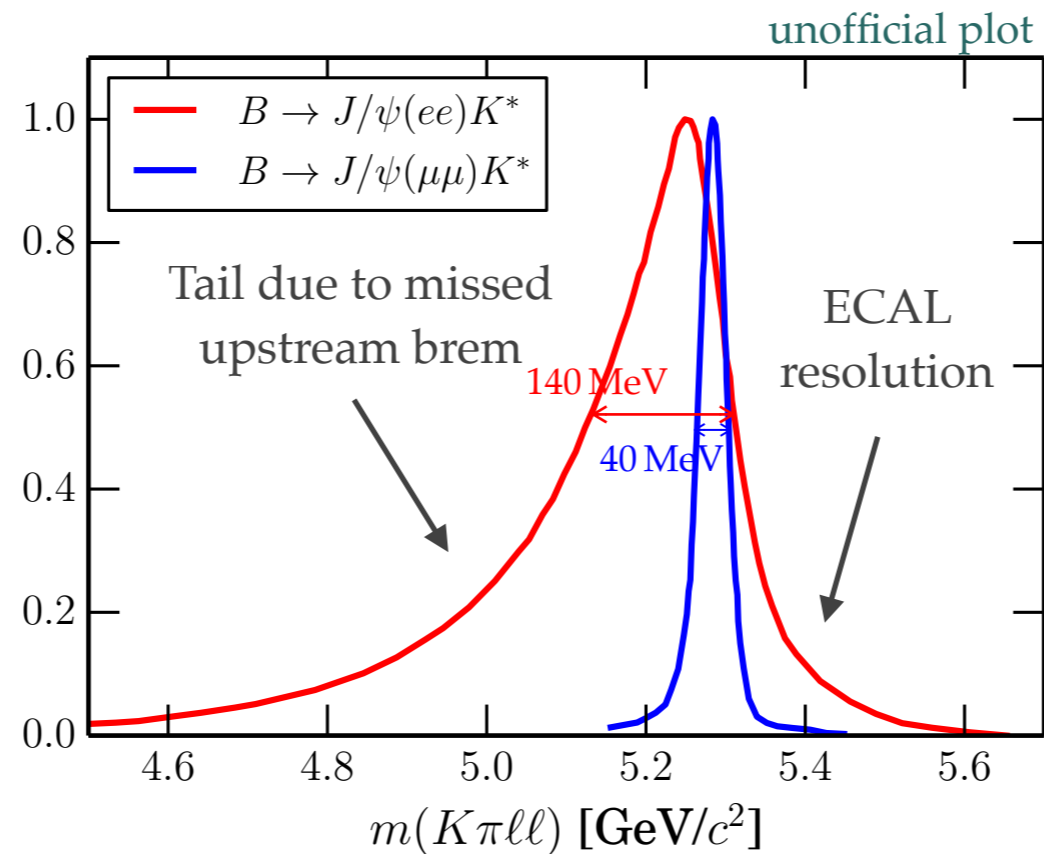 unofficial plot
B → J/ψ(ee)K*
B → J/ψ(μμ)K*
1.0
0.8
0.6
0.4
0.2
0.0
Tail due to missed
upstream brem
ECAL
resolution
140 MeV
40 MeV
4.6 4.8 5.0 5.2 5.4 5.6
m(Kπℓℓ) [GeV/c²]